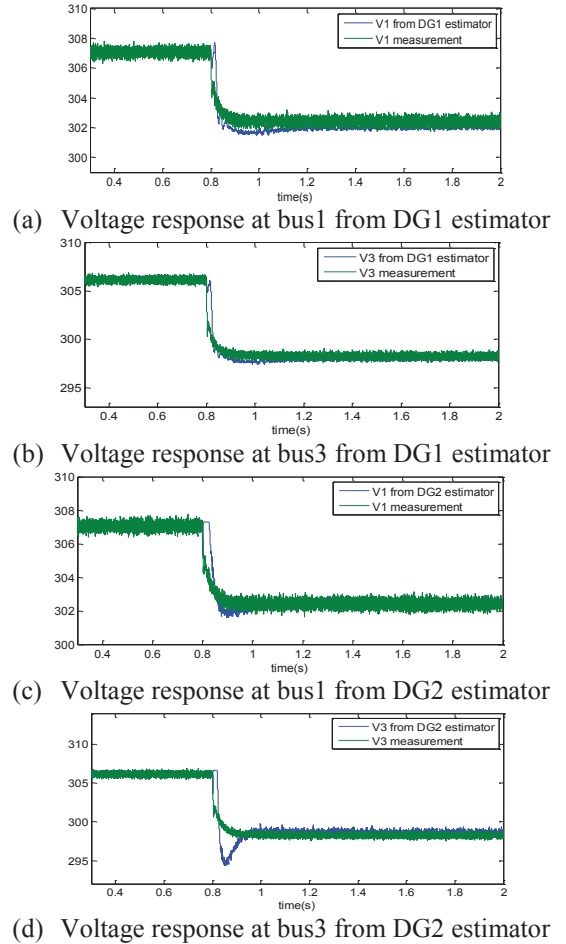 310
308
306
304
302
300
V1 from DG1 estimator
V1 measurement
0.4 0.6 0.8 1 1.2 1.4 1.6 1.8 2
time(s)
(a) Voltage response at bus1 from DG1 estimator
310
305
300
295
V3 from DG1 estimator
V3 measurement
0.4 0.6 0.8 1 1.2 1.4 1.6 1.8 2
time(s)
(b) Voltage response at bus3 from DG1 estimator
310
309
306
303
300
V1 from DG2 estimator
V1 measurement
0.4 0.6 0.8 1 1.2 1.4 1.6 1.8 2
time(s)
(c) Voltage response at bus1 from DG2 estimator
310
305
300
295
V3 from DG2 estimator
V3 measurement
0.4 0.6 0.8 1 1.2 1.4 1.6 1.8 2
time(s)
(d) Voltage response at bus3 from DG2 estimator